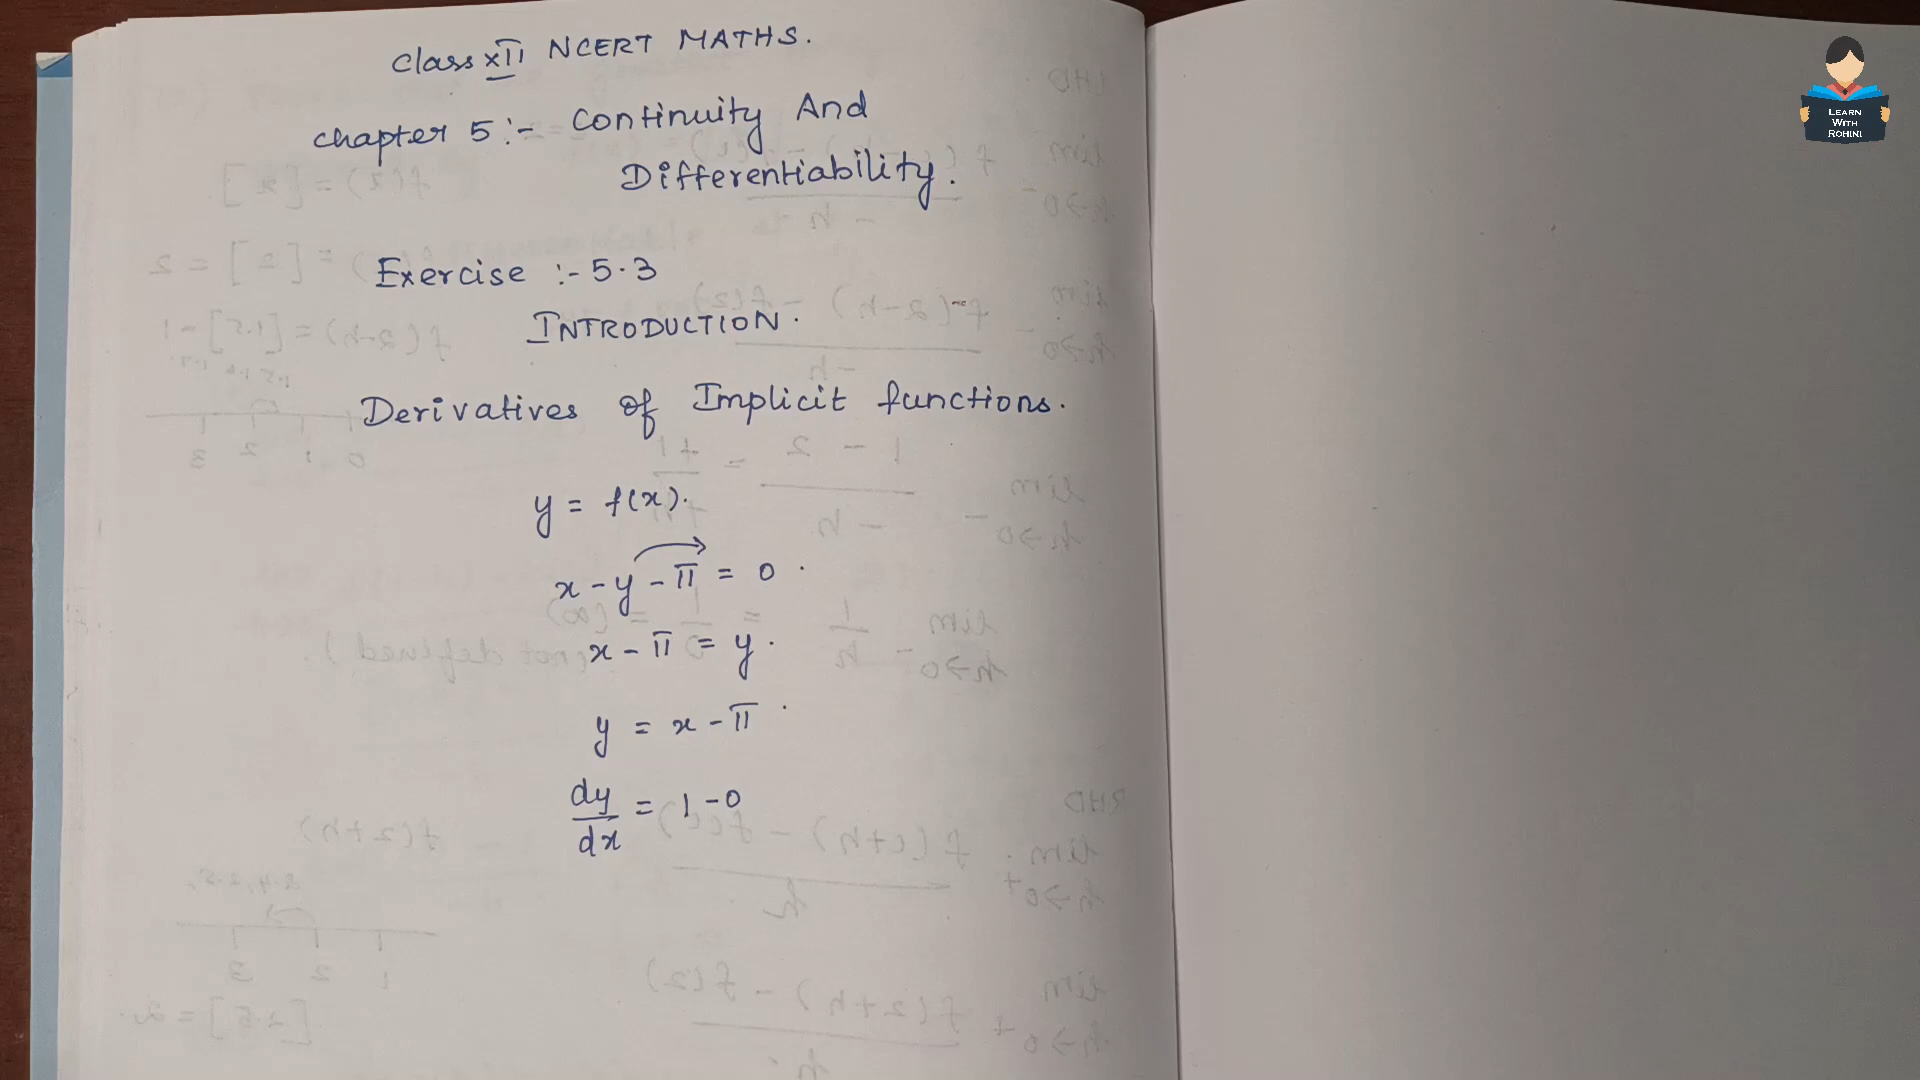 Class XII NCERT MATHS.
Chapter 5 :- Continuity And
Differentiability.
Exercise :- 5.3
INTRODUCTION.
Derivatives of Implicit functions.
y = f(x).
x - y - π = 0.
x - π = y.
y = x - π.
dy/dx = 1 - 0
LEARN
WITH
ROHINI